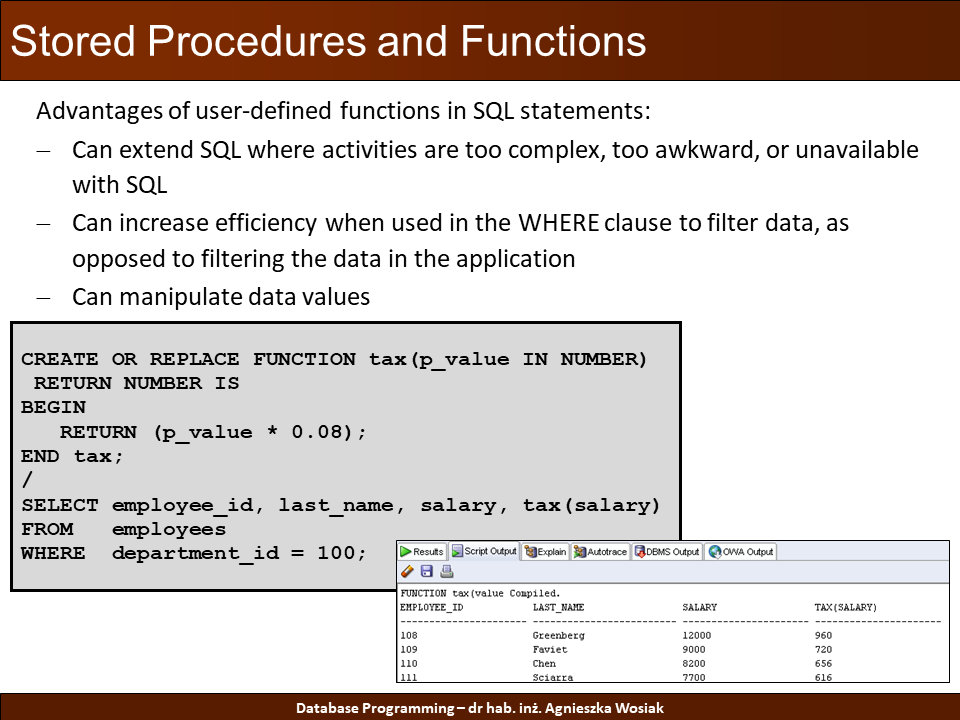 Stored Procedures and Functions
Advantages of user-defined functions in SQL statements:
– Can extend SQL where activities are too complex, too awkward, or unavailable
with SQL
– Can increase efficiency when used in the WHERE clause to filter data, as
opposed to filtering the data in the application
– Can manipulate data values
CREATE OR REPLACE FUNCTION tax(p_value IN NUMBER)
RETURN NUMBER IS
BEGIN
RETURN (p_value * 0.08);
END tax;
/
SELECT employee_id, last_name, salary, tax(salary)
FROM employees
WHERE department_id = 100;
Results Script Output Explain Autotrace DBMS Output OWA Output
FUNCTION tax(value Compiled.
EMPLOYEE_ID LAST_NAME SALARY TAX(SALARY)
---------------------- ------------------------- ---------------------- ----------------------
108 Greenberg 12000 960
109 Faviet 9000 720
110 Chen 8200 656
111 Sciarra 7700 616
Database Programming – dr hab. inż. Agnieszka Wosiak